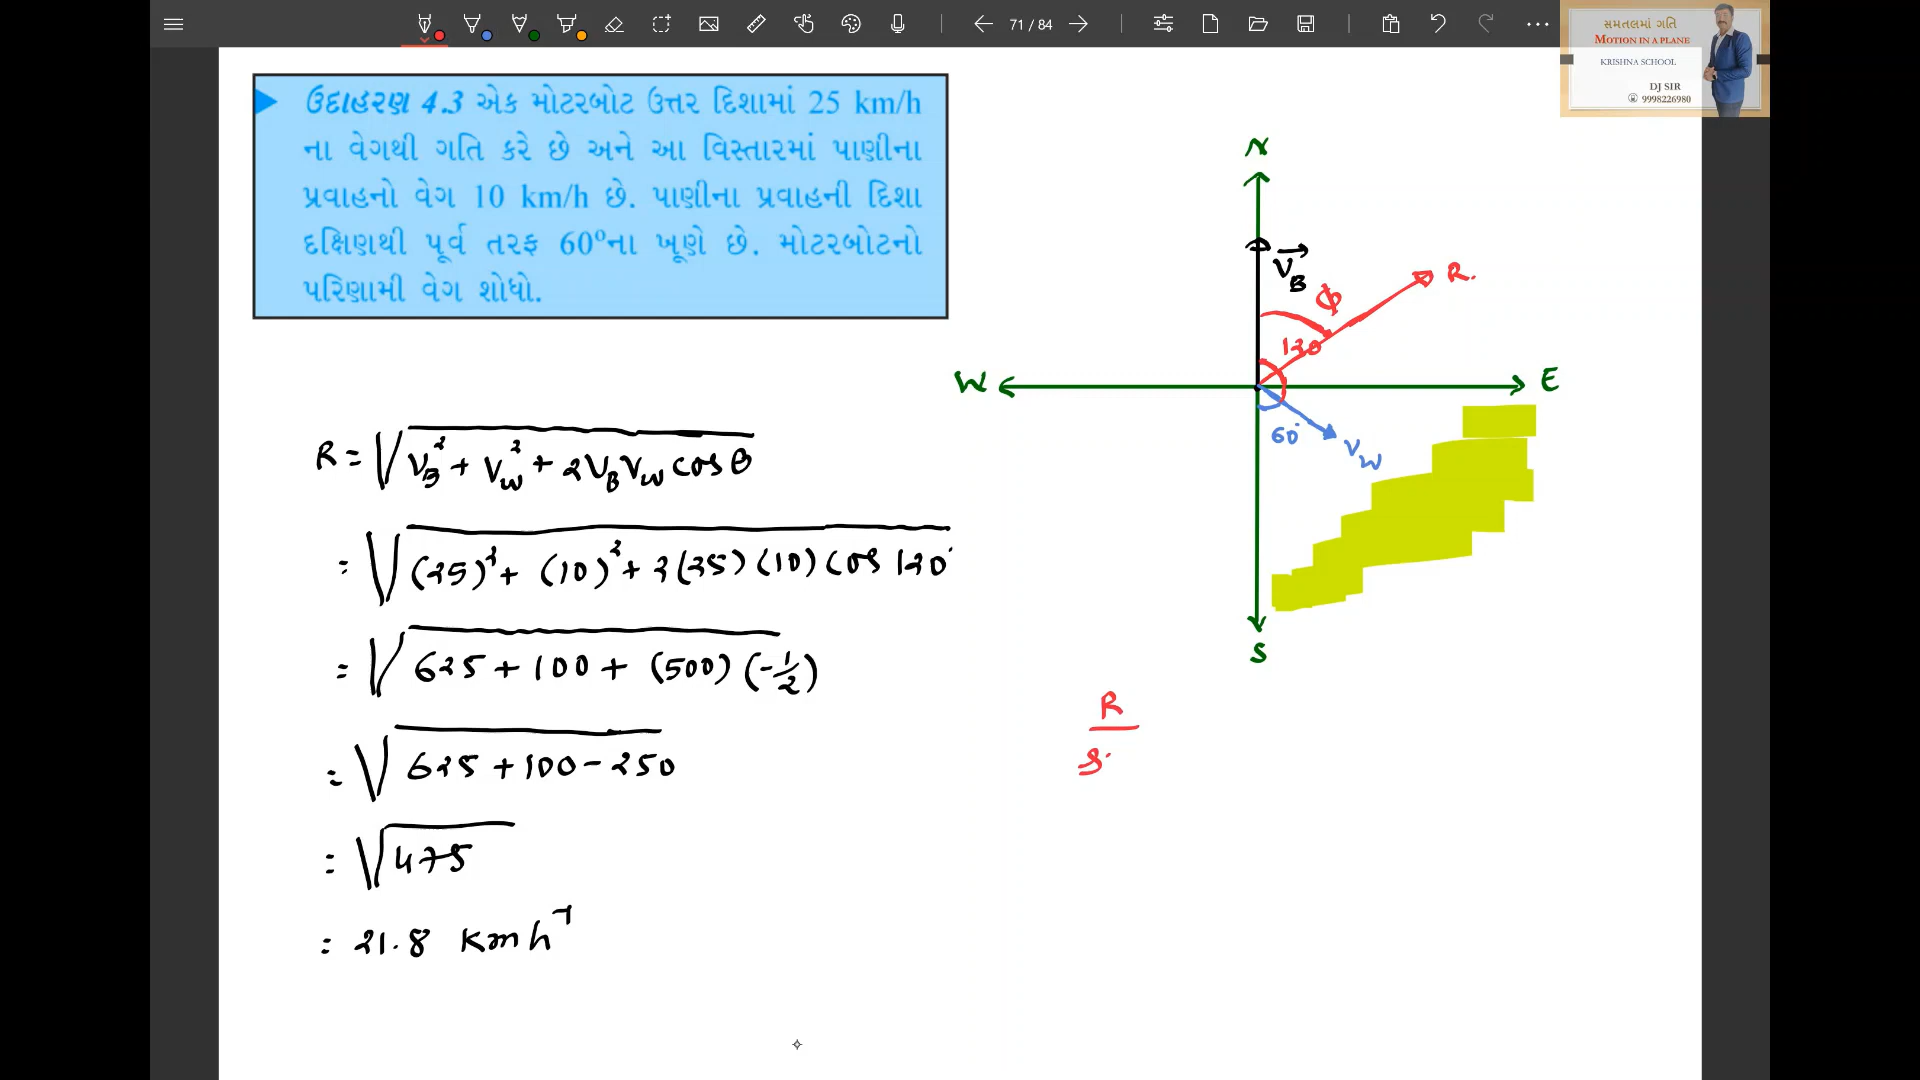 71 / 84
સમતલમાં ગતિ
MOTION IN A PLANE
KRISHNA SCHOOL
DJ SIR
9998226980
ઉદાહરણ 4.3 એક મોટરબોટ ઉત્તર દિશામાં 25 km/h
ના વેગથી ગતિ કરે છે અને આ વિસ્તારમાં પાણીના
પ્રવાહનો વેગ 10 km/h છે. પાણીના પ્રવાહની દિશા
દક્ષિણથી પૂર્વ તરફ 60°ના ખૂણે છે. મોટરબોટનો
પરિણામી વેગ શોધો.
N
V⃗_B
R.
ϕ
120
W
E
60°
V_W
S
R = √(V_B² + V_W² + 2V_B V_W cos θ)
= √((25)² + (10)² + 2(25)(10) cos 120°)
= √(625 + 100 + (500)(-1/2))
= √(625 + 100 - 250)
= √475
= 21.8 Kmh⁻¹
R